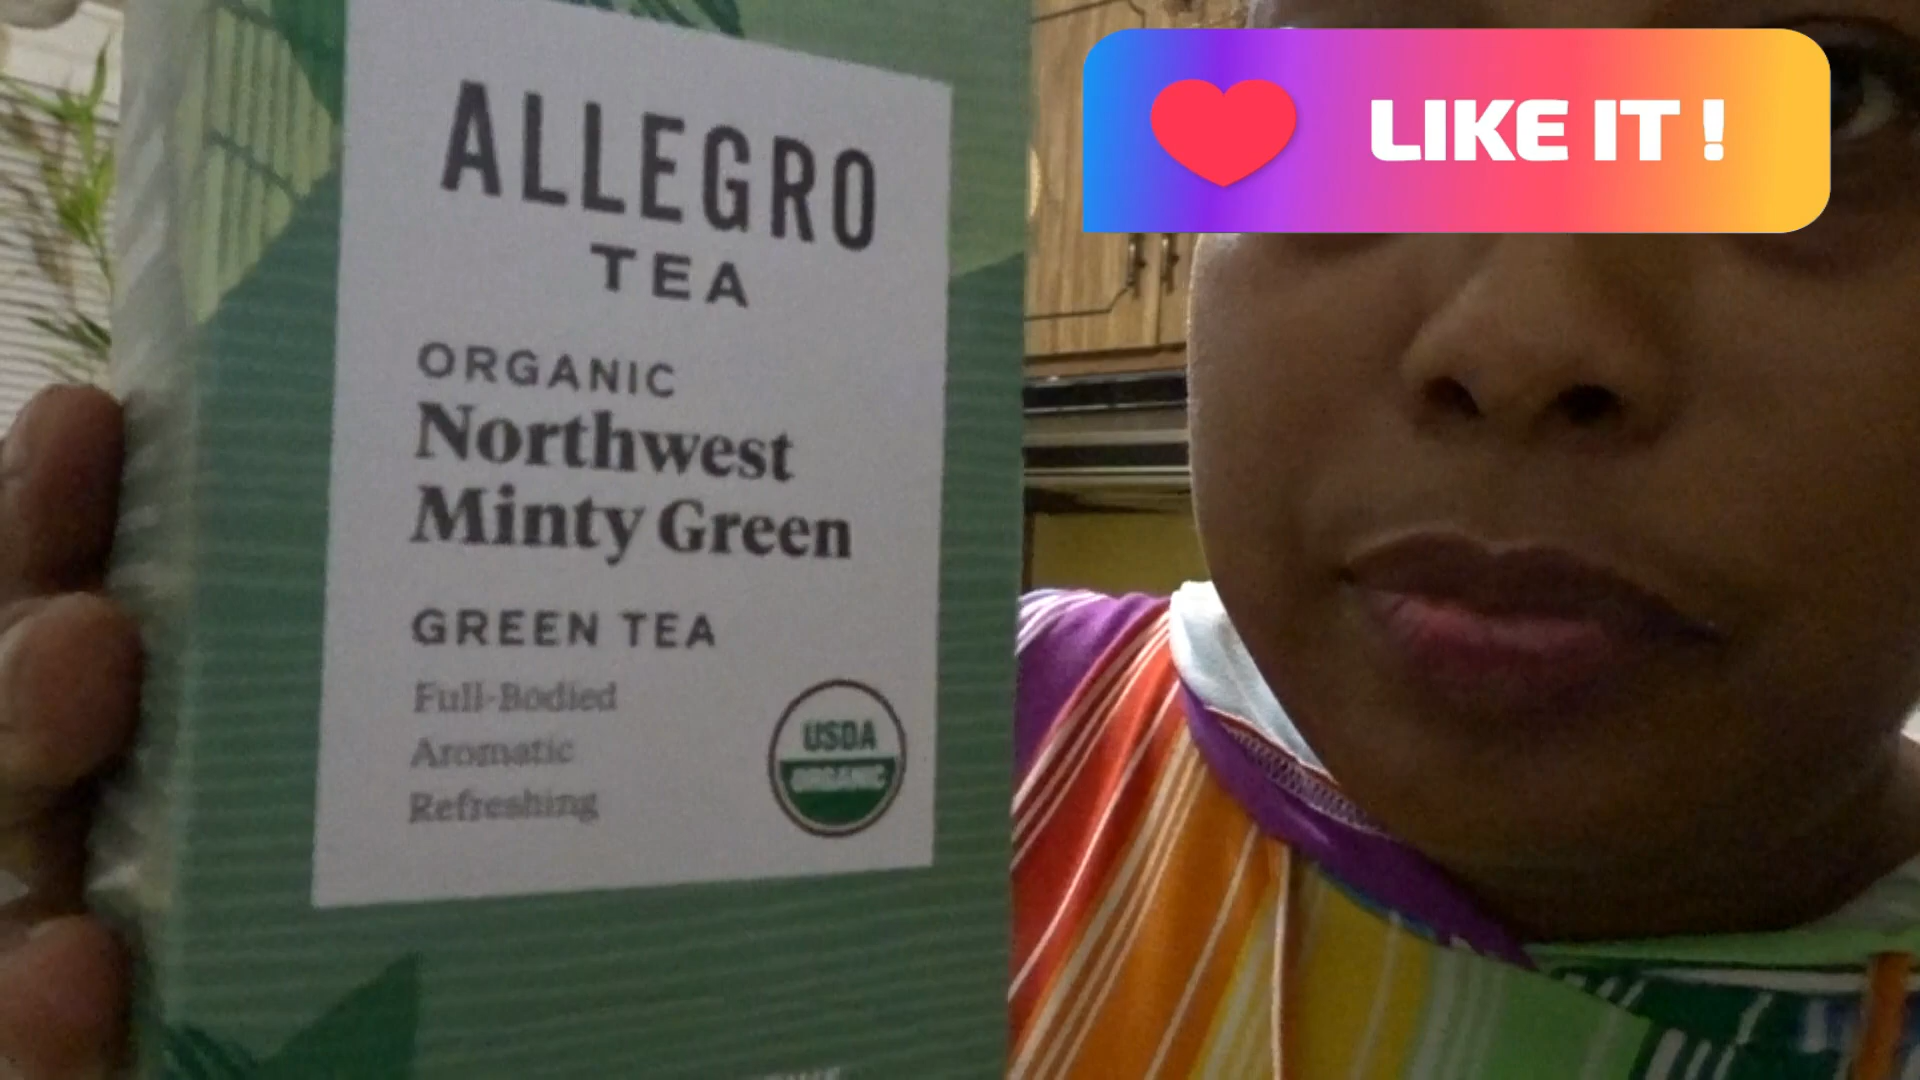 ALLEGRO
TEA
ORGANIC
Northwest
Minty Green
GREEN TEA
Full-Bodied
Aromatic
Refreshing
USDA
ORGANIC
LIKE IT !